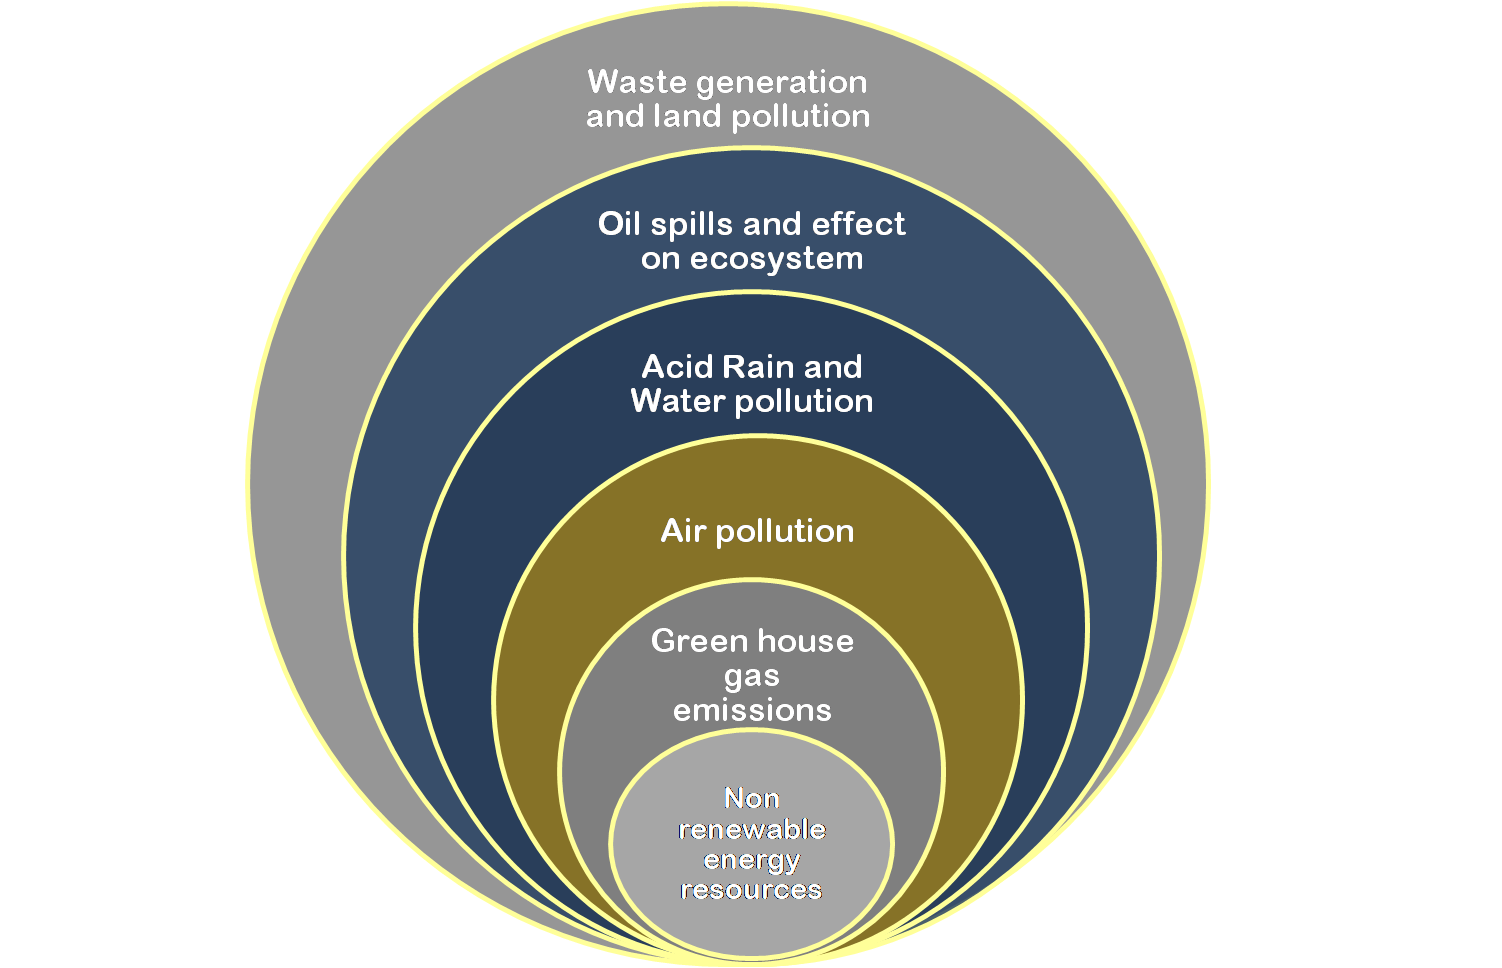 Waste generation
and land pollution
Oil spills and effect
on ecosystem
Acid Rain and
Water pollution
Air pollution
Green house
gas
emissions
Non
renewable
energy
resources